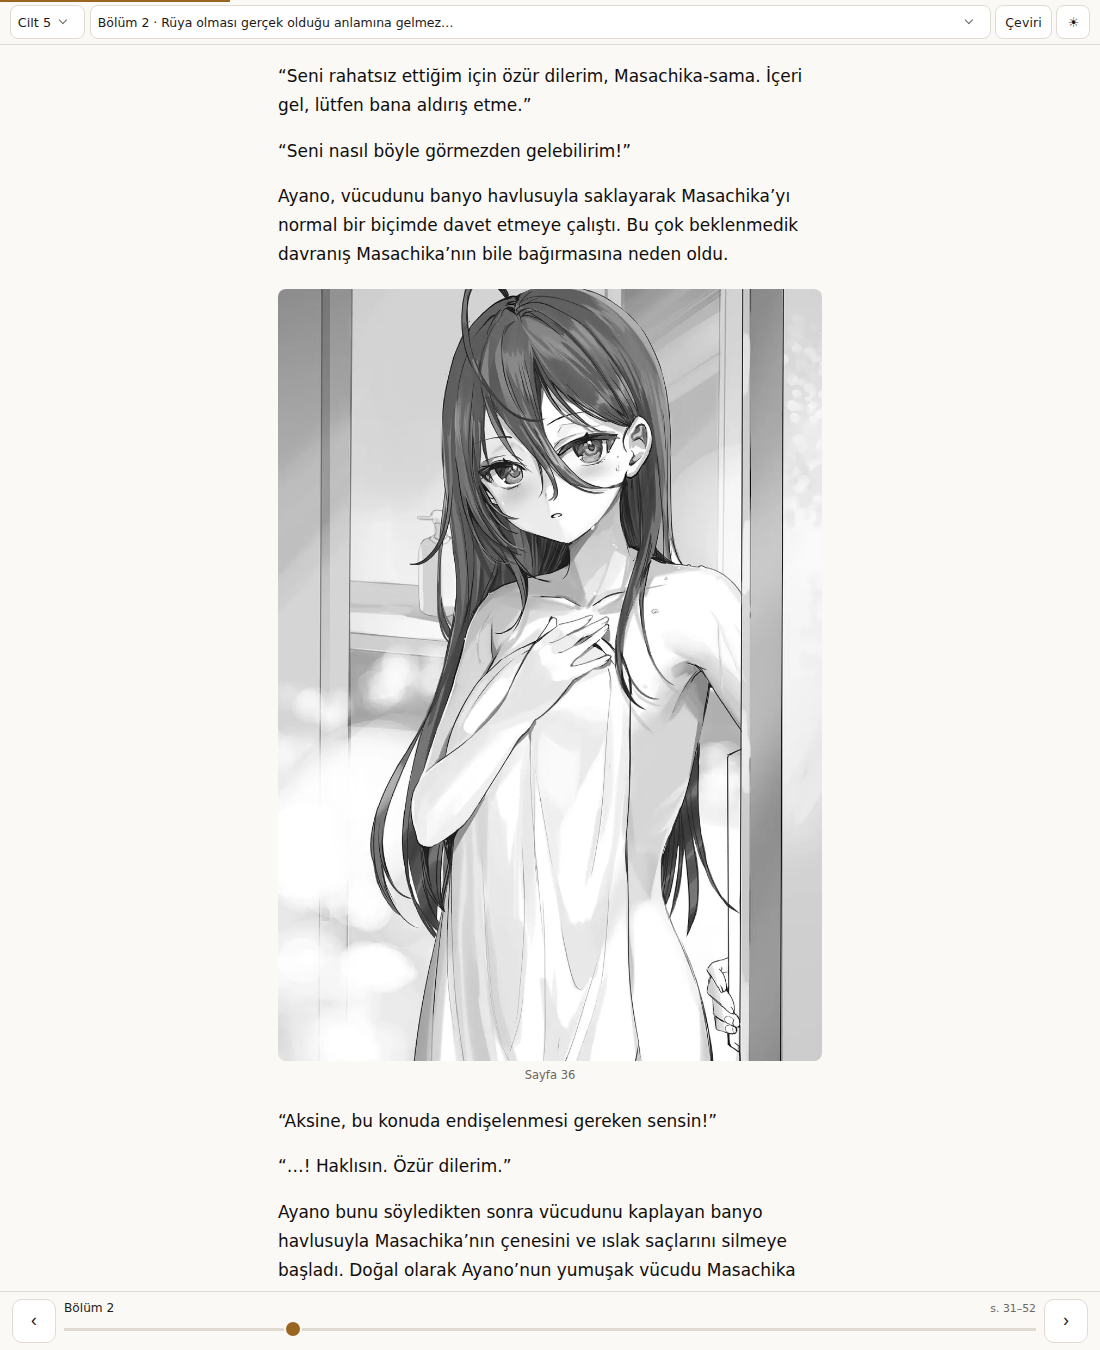 Cilt 5
Bölüm 2 · Rüya olması gerçek olduğu anlamına gelmez…
Çeviri
“Seni rahatsız ettiğim için özür dilerim, Masachika-sama. İçeri
gel, lütfen bana aldırış etme.”
“Seni nasıl böyle görmezden gelebilirim!”
Ayano, vücudunu banyo havlusuyla saklayarak Masachika’yı
normal bir biçimde davet etmeye çalıştı. Bu çok beklenmedik
davranış Masachika’nın bile bağırmasına neden oldu.
Sayfa 36
“Aksine, bu konuda endişelenmesi gereken sensin!”
“…! Haklısın. Özür dilerim.”
Ayano bunu söyledikten sonra vücudunu kaplayan banyo
havlusuyla Masachika’nın çenesini ve ıslak saçlarını silmeye
başladı. Doğal olarak Ayano’nun yumuşak vücudu Masachika
Bölüm 2
s. 31–52